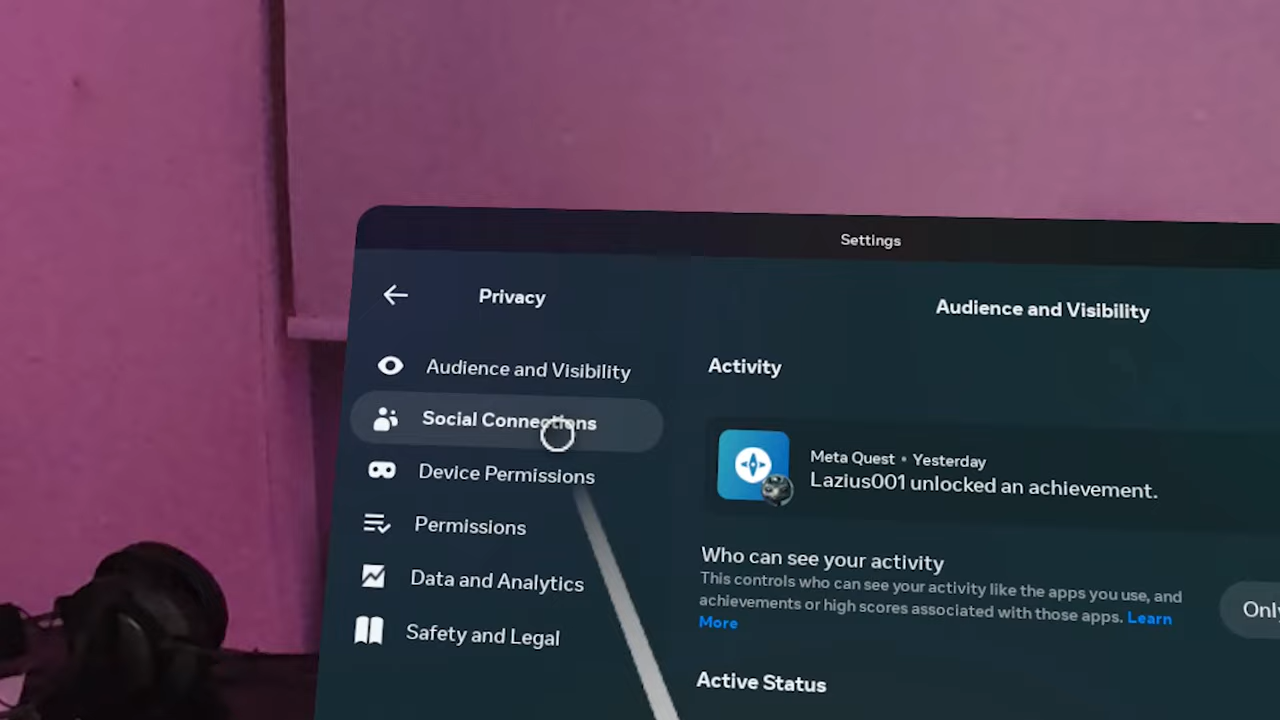 Settings
Privacy
Audience and Visibility
Social Connections
Device Permissions
Permissions
Data and Analytics
Safety and Legal
Audience and Visibility
Activity
Meta Quest • Yesterday
Lazius001 unlocked an achievement.
Who can see your activity
This controls who can see your activity like the apps you use, and
achievements or high scores associated with those apps. Learn
More
Only
Active Status